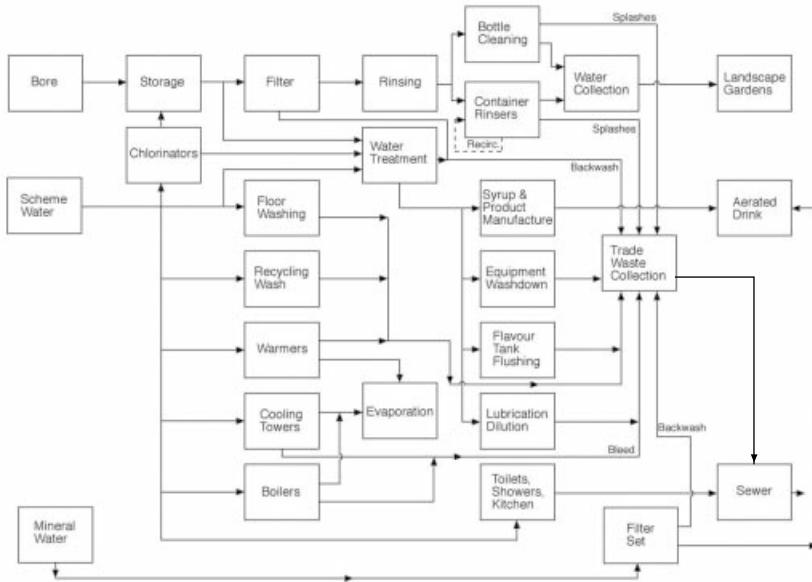 Bottle
Cleaning
Splashes
Bore
Storage
Filter
Rinsing
Water
Collection
Landscape
Gardens
Container
Rinsers
Splashes
Recirc.
Chlorinators
Water
Treatment
Backwash
Scheme
Water
Floor
Washing
Syrup &
Product
Manufacture
Aerated
Drink
Recycling
Wash
Equipment
Washdown
Trade
Waste
Collection
Warmers
Flavour
Tank
Flushing
Cooling
Towers
Evaporation
Lubrication
Dilution
Backwash
Bleed
Boilers
Toilets,
Showers,
Kitchen
Sewer
Mineral
Water
Filter
Set